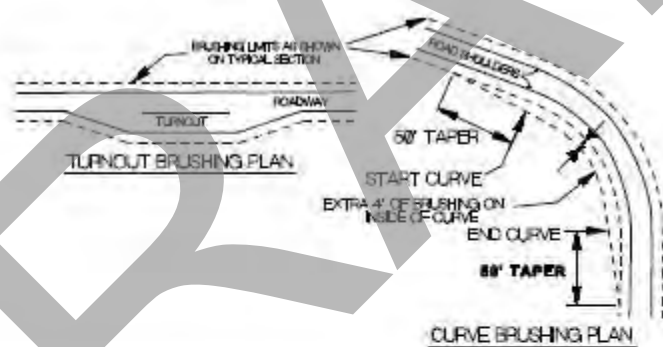 BRUSHING LIMITS AS SHOWN
ON TYPICAL SECTION
ROADWAY
TURNOUT
TURNOUT BRUSHING PLAN
ROAD SHOULDERS
50' TAPER
START CURVE
EXTRA 4' OF BRUSHING ON
INSIDE OF CURVE
END CURVE
50' TAPER
CURVE BRUSHING PLAN